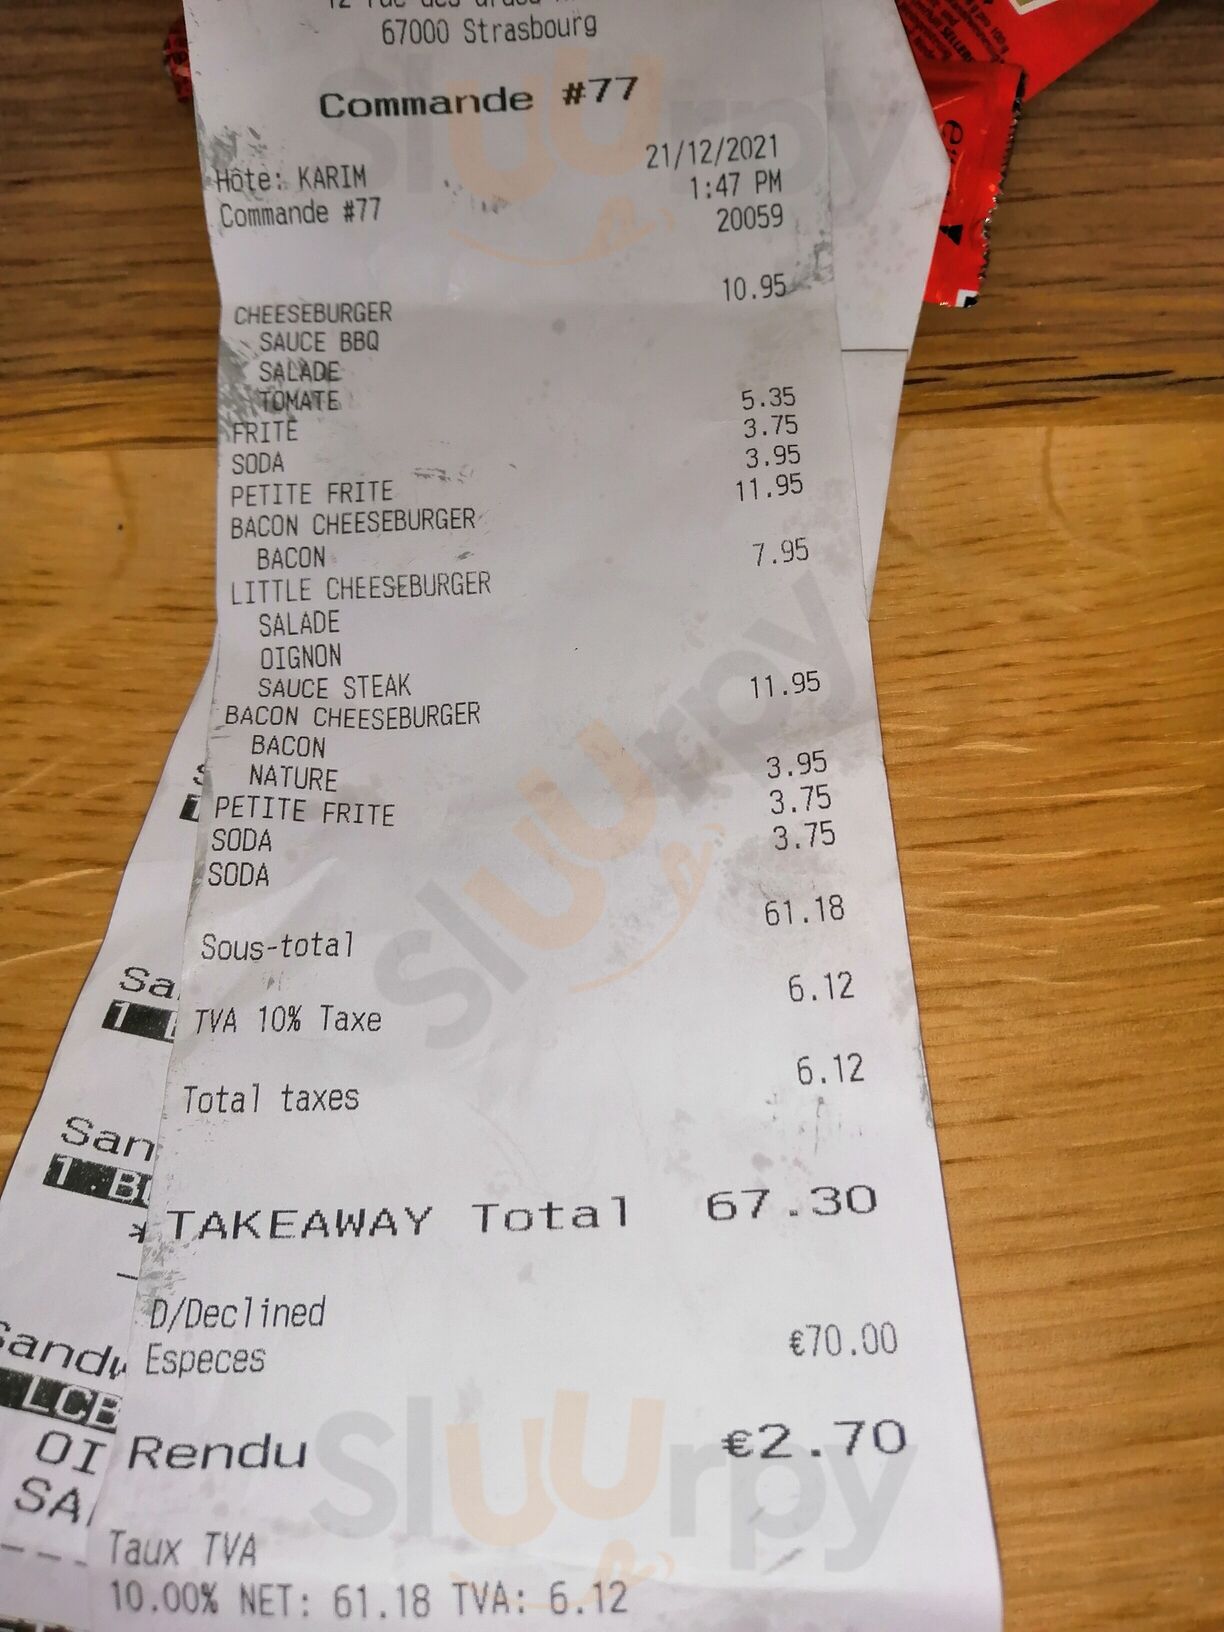 67000 Strasbourg
Commande #77
21/12/2021
Hôte: KARIM 1:47 PM
Commande #77 20059
CHEESEBURGER 10.95
SAUCE BBQ
SALADE
TOMATE
FRITE 5.35
SODA 3.75
PETITE FRITE 3.95
BACON CHEESEBURGER 11.95
BACON
LITTLE CHEESEBURGER 7.95
SALADE
OIGNON
SAUCE STEAK
BACON CHEESEBURGER 11.95
BACON
NATURE
PETITE FRITE 3.95
SODA 3.75
SODA 3.75
Sous-total 61.18
TVA 10% Taxe 6.12
Total taxes 6.12
TAKEAWAY Total 67.30
D/Declined
Especes €70.00
Rendu €2.70
Taux TVA
10.00% NET: 61.18 TVA: 6.12
Sluurpy
Sluurpy
Sluurpy